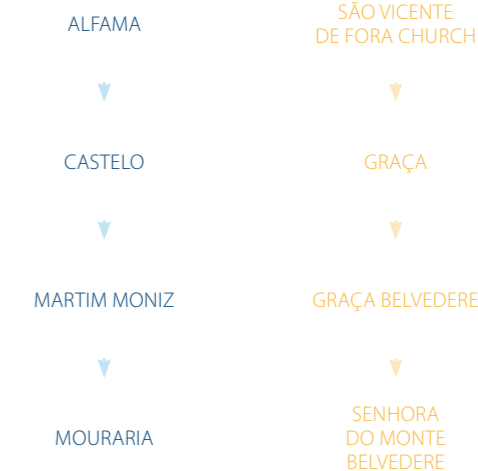 ALFAMA
CASTELO
MARTIM MONIZ
MOURARIA
SÃO VICENTE
DE FORA CHURCH
GRAÇA
GRAÇA BELVEDERE
SENHORA
DO MONTE
BELVEDERE